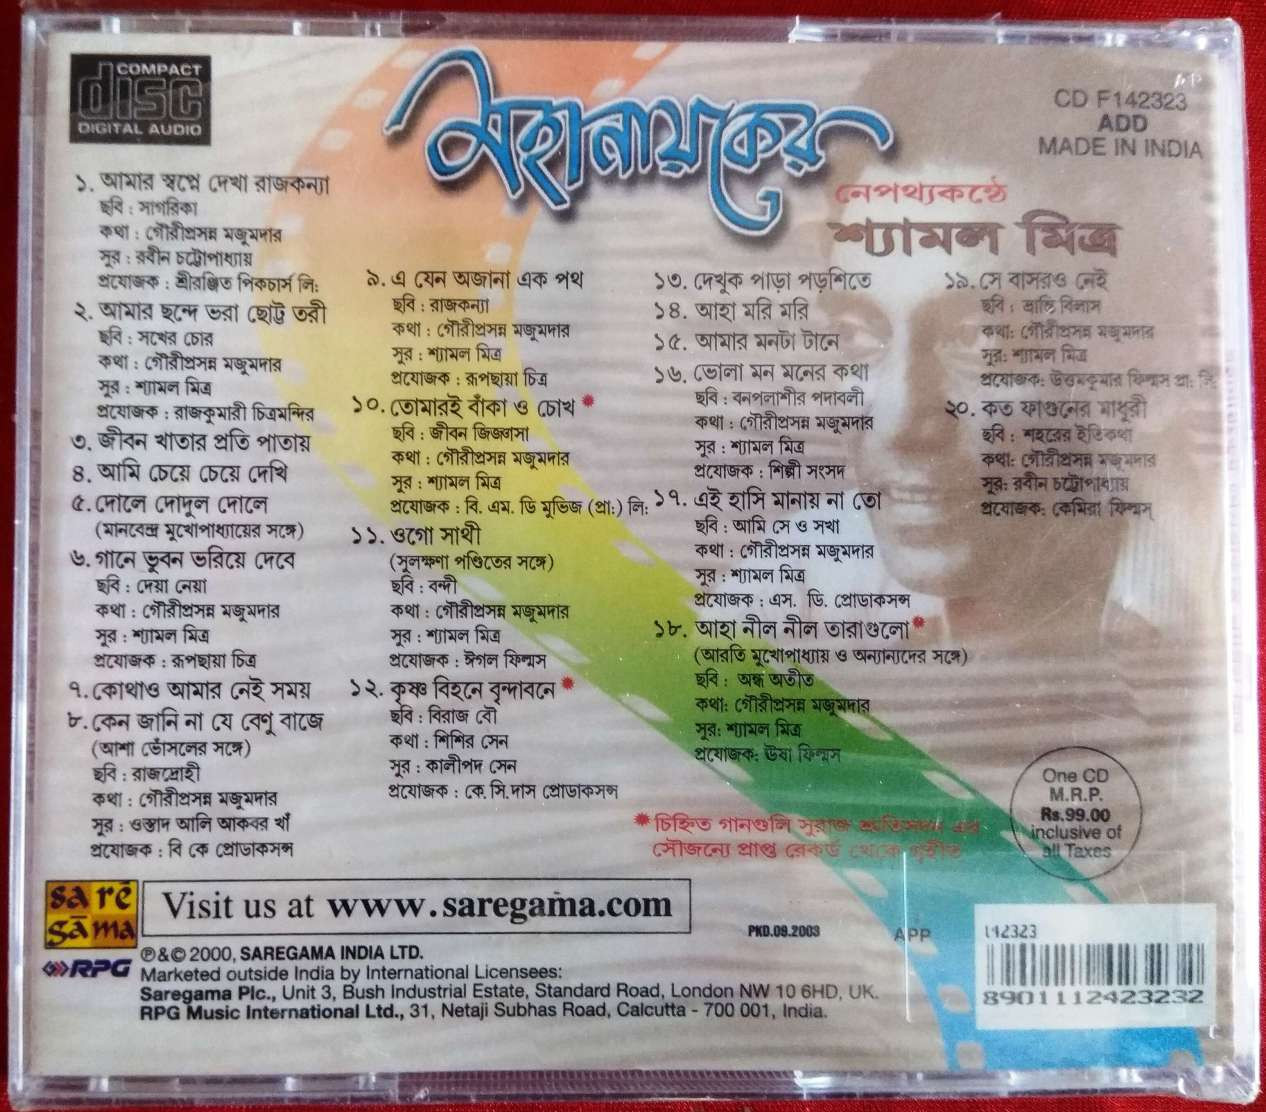 COMPACT
disc
DIGITAL AUDIO
মহানায়কের
CD F142323
ADD
MADE IN INDIA
নেপথ্যকণ্ঠে
শ্যামল মিত্র
১. আমার স্বপ্নে দেখা রাজকন্যা
ছবি : সাগরিকা
কথা : গৌরীপ্রসন্ন মজুমদার
সুর : রবীন চট্টোপাধ্যায়
প্রযোজক : শ্রীরঞ্জিত পিকচার্স লি:
২. আমার ছন্দে ভরা ছোট্ট তরী
ছবি : সখের চোর
কথা : গৌরীপ্রসন্ন মজুমদার
সুর : শ্যামল মিত্র
প্রযোজক : রাজকুমারী চিত্রমন্দির
৩. জীবন খাতার প্রতি পাতায়
৪. আমি চেয়ে চেয়ে দেখি
৫. দোলে দোদুল দোলে
(মানবেন্দ্র মুখোপাধ্যায়ের সঙ্গে)
৬. গানে ভুবন ভরিয়ে দেবে
ছবি : দেয়া নেয়া
কথা : গৌরীপ্রসন্ন মজুমদার
সুর : শ্যামল মিত্র
প্রযোজক : রূপছায়া চিত্র
৭. কোথাও আমার নেই সময়
৮. কেন জানি না যে বেণু বাজে
(আশা ভোঁসলের সঙ্গে)
ছবি : রাজদ্রোহী
কথা : গৌরীপ্রসন্ন মজুমদার
সুর : ওস্তাদ আলি আকবর খাঁ
প্রযোজক : বি কে প্রোডাকসন্স
৯. এ যেন অজানা এক পথ
ছবি : রাজকন্যা
কথা : গৌরীপ্রসন্ন মজুমদার
সুর : শ্যামল মিত্র
প্রযোজক : রূপছায়া চিত্র
১০. তোমারই বাঁকা ও চোখ *
ছবি : জীবন জিজ্ঞাসা
কথা : গৌরীপ্রসন্ন মজুমদার
সুর : শ্যামল মিত্র
প্রযোজক : বি. এম. ডি মুভিজ (প্রা:) লি:
১১. ওগো সাথী
(সুলক্ষণা পণ্ডিতের সঙ্গে)
ছবি : বন্দী
কথা : গৌরীপ্রসন্ন মজুমদার
সুর : শ্যামল মিত্র
প্রযোজক : ঈগল ফিল্মস
১২. কৃষ্ণ বিহনে বৃন্দাবনে *
ছবি : বিরাজ বৌ
কথা : শিশির সেন
সুর : কালীপদ সেন
প্রযোজক : কে. সি. দাস প্রোডাকসন্স
১৩. দেখুক পাড়া পড়শিতে
১৪. আহা মরি মরি
১৫. আমার মনটা টানে
১৬. ভোলা মন মনের কথা
ছবি : বনপলাশীর পদাবলী
কথা : গৌরীপ্রসন্ন মজুমদার
সুর : শ্যামল মিত্র
প্রযোজক : শিল্পী সংসদ
১৭. এই হাসি মানায় না তো
ছবি : আমি সে ও সখা
কথা : গৌরীপ্রসন্ন মজুমদার
সুর : শ্যামল মিত্র
প্রযোজক : এস. ডি. প্রোডাকসন্স
১৮. আহা নীল নীল তারাগুলো *
(আরতি মুখোপাধ্যায় ও অন্যান্যদের সঙ্গে)
ছবি : অন্ধ অতীত
কথা: গৌরীপ্রসন্ন মজুমদার
সুর: শ্যামল মিত্র
প্রযোজক: ঊষা ফিল্মস
১৯. সে বাসরও নেই
ছবি : ভ্রান্তি বিলাস
কথা: গৌরীপ্রসন্ন মজুমদার
সুর: শ্যামল মিত্র
প্রযোজক: উত্তমকুমার ফিল্মস প্রা: লি:
২০. কত ফাগুনের মাধুরী
ছবি : শহরের ইতিকথা
কথা: গৌরীপ্রসন্ন মজুমদার
সুর: রবীন চট্টোপাধ্যায়
প্রযোজক: কেমিরা ফিল্মস্
* চিহ্নিত গানগুলি সুরাজ শ্রুতিসদন এর
সৌজন্যে প্রাপ্ত রেকর্ড থেকে গৃহীত
One CD
M.R.P.
Rs.99.00
inclusive of
all Taxes
sa rē
gā ma
RPG
Visit us at www.saregama.com
℗&© 2000, SAREGAMA INDIA LTD.
Marketed outside India by International Licensees:
Saregama Plc., Unit 3, Bush Industrial Estate, Standard Road, London NW 10 6HD, UK.
RPG Music International Ltd., 31, Netaji Subhas Road, Calcutta - 700 001, India.
PKD.09.2003
APP
142323
8901112423232